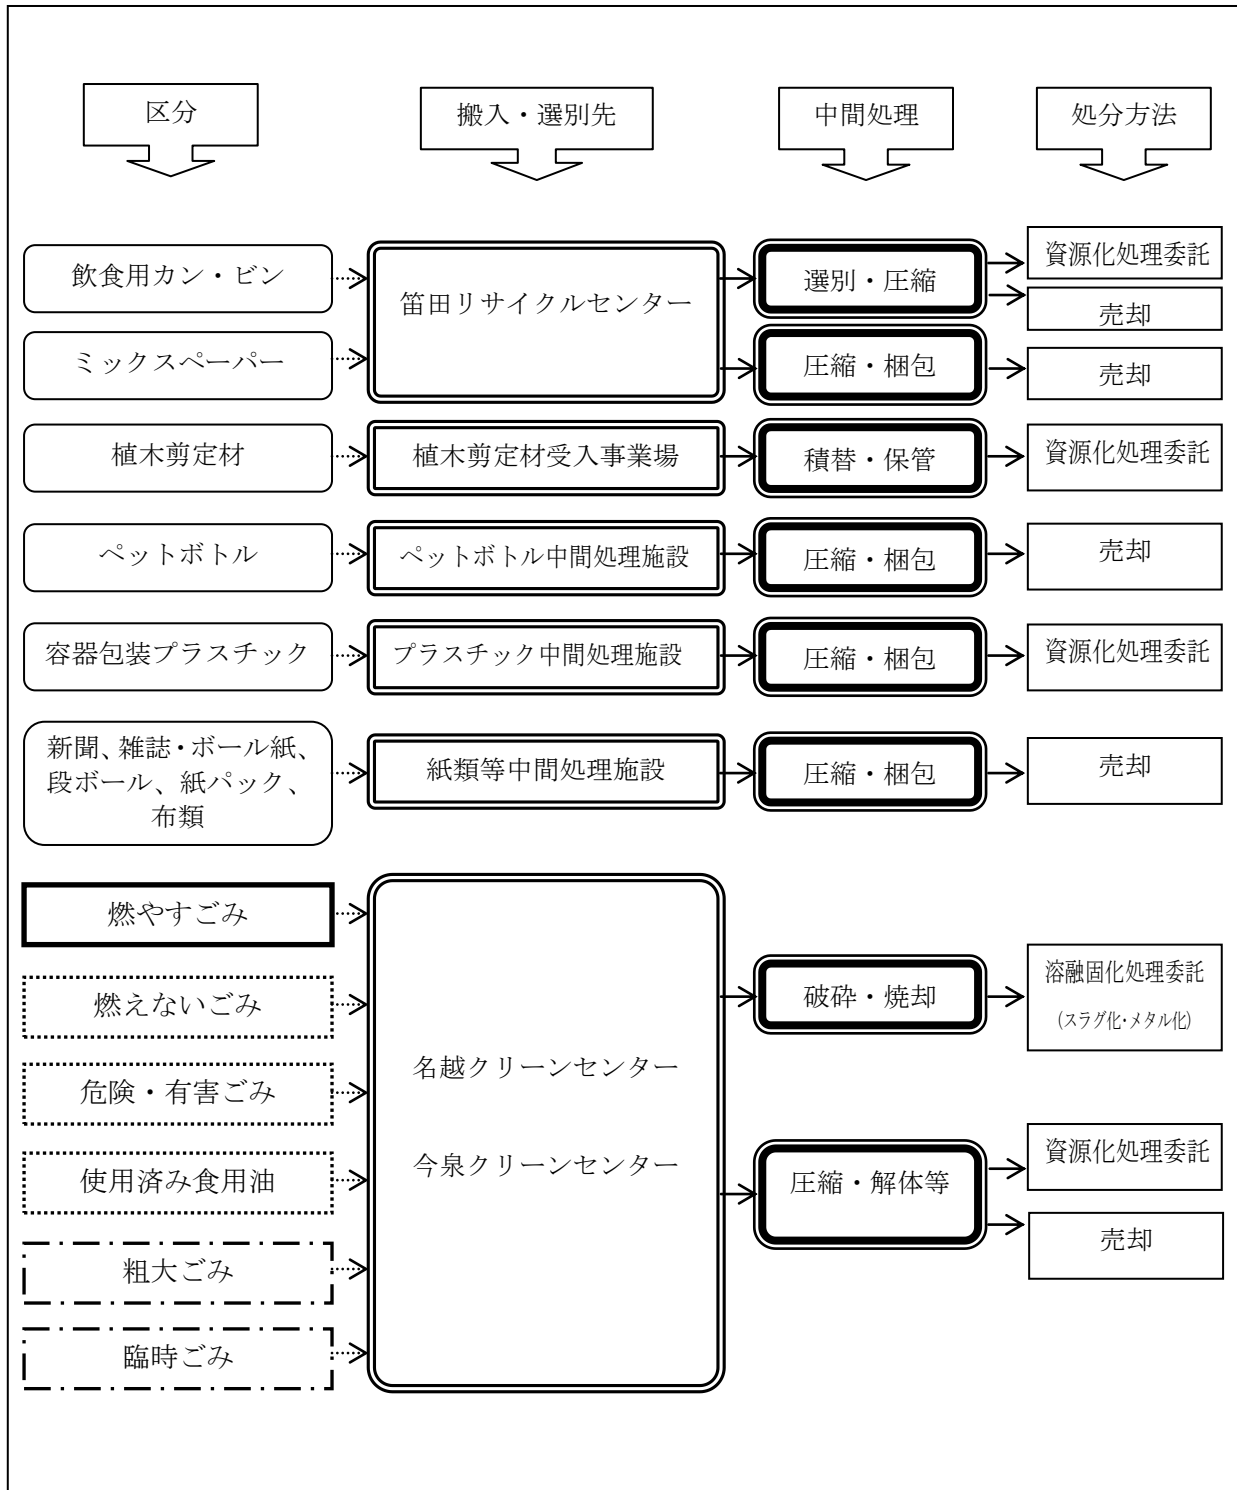 区分
搬入・選別先
中間処理
処分方法
飲食用カン・ビン
笛田リサイクルセンター
選別・圧縮
資源化処理委託
売却
ミックスペーパー
圧縮・梱包
売却
植木剪定材
植木剪定材受入事業場
積替・保管
資源化処理委託
ペットボトル
ペットボトル中間処理施設
圧縮・梱包
売却
容器包装プラスチック
プラスチック中間処理施設
圧縮・梱包
資源化処理委託
新聞、雑誌・ボール紙、
段ボール、紙パック、
布類
紙類等中間処理施設
圧縮・梱包
売却
燃やすごみ
燃えないごみ
危険・有害ごみ
使用済み食用油
粗大ごみ
臨時ごみ
名越クリーンセンター
今泉クリーンセンター
破砕・焼却
溶融固化処理委託
(スラグ化・メタル化)
圧縮・解体等
資源化処理委託
売却